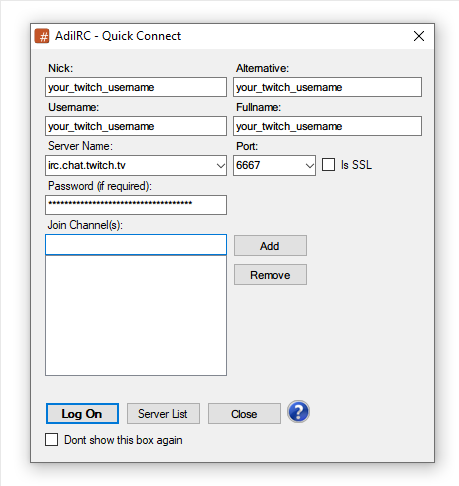 AdiIRC - Quick Connect
Nick: Alternative:
your_twitch_username your_twitch_username
Username: Fullname:
your_twitch_username your_twitch_username
Server Name: Port:
irc.chat.twitch.tv 6667 Is SSL
Password (if required):
************************************
Join Channel(s):
Add
Remove
Log On Server List Close ?
Dont show this box again